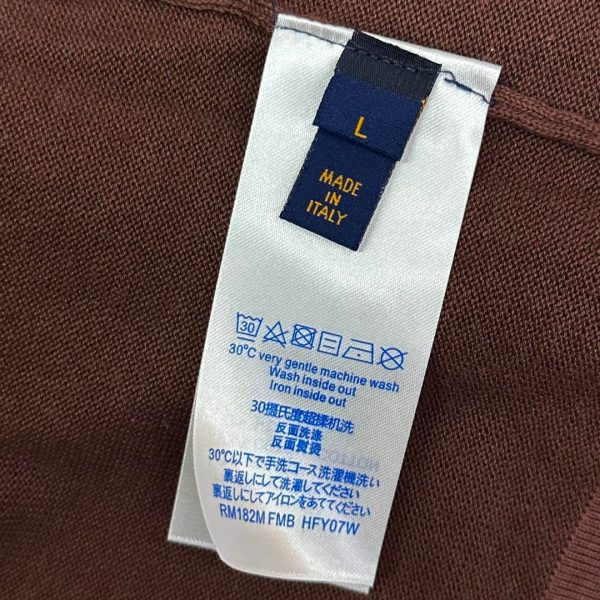 L
MADE
IN
ITALY
30
30°C very gentle machine wash
Wash inside out
Iron inside out
30摄氏度超揉机洗
反面洗涤
反面熨烫
30℃以下で手洗コース洗濯機洗い
裏返しにして洗濯してください
裏返しにしてアイロンをあててください
RM182M FMB HFY07W